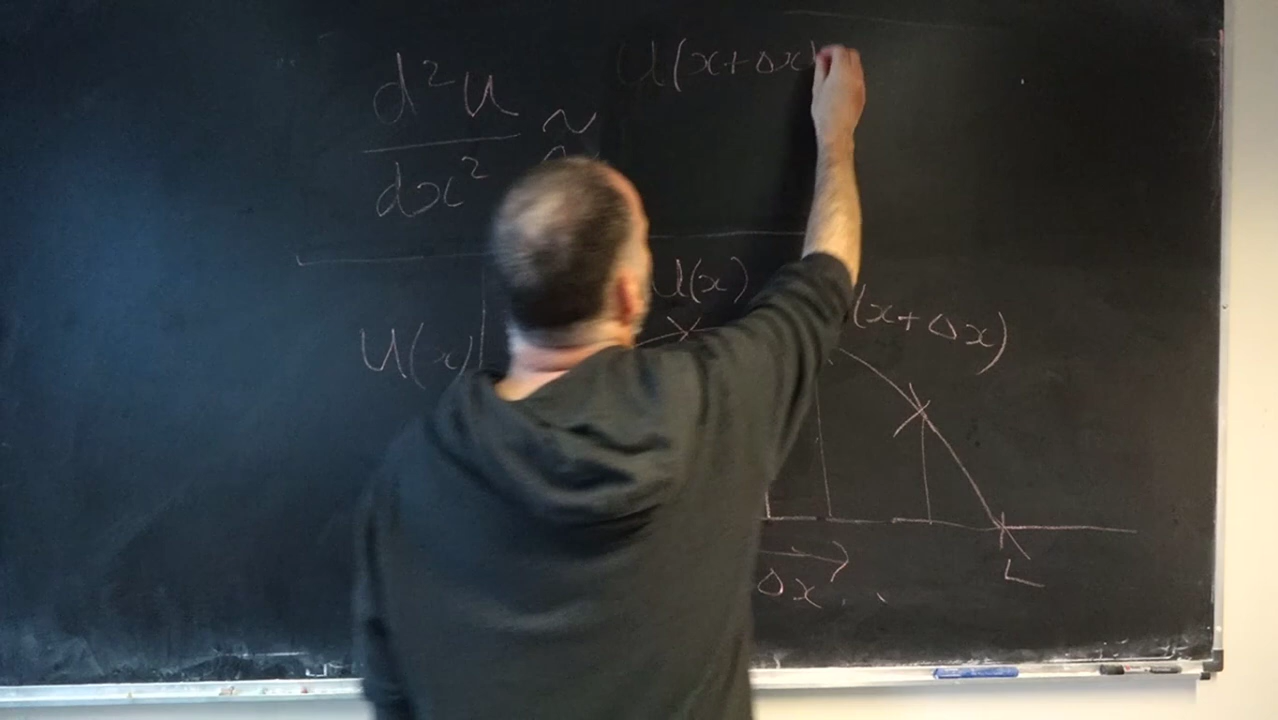 d²u ≈ U(x+Δx)
dx²
U(x)
U(x) (x+Δx)
Δx
L